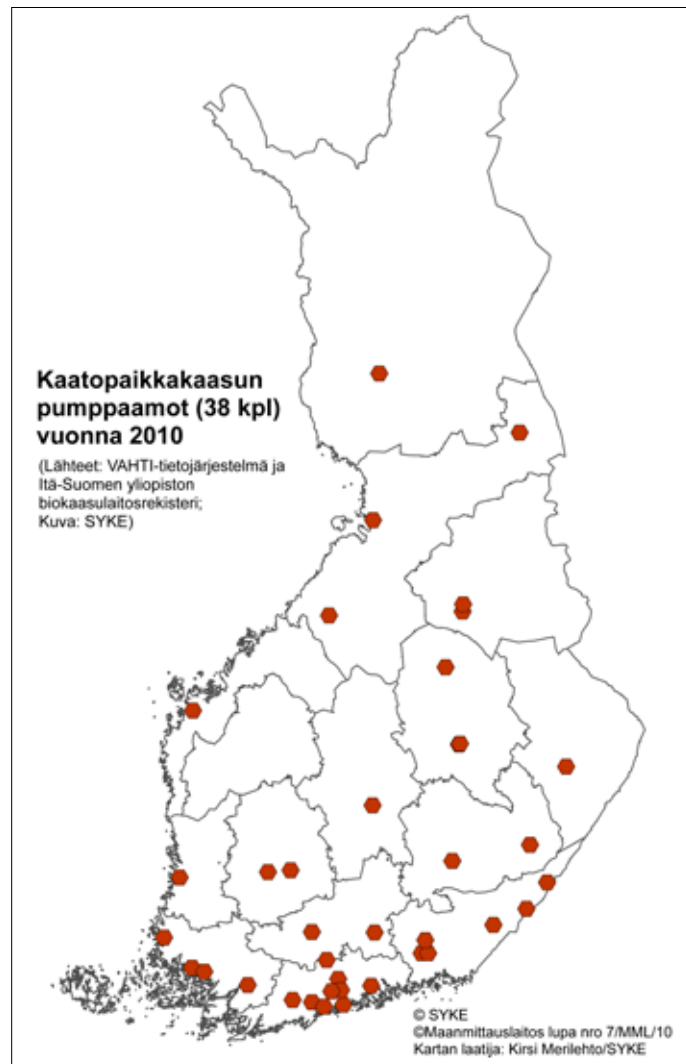 Kaatopaikkakaasun
pumppaamot (38 kpl)
vuonna 2010
(Lähteet: VAHTI-tietojärjestelmä ja
Itä-Suomen yliopiston
biokaasulaitosrekisteri;
Kuva: SYKE)
© SYKE
©Maanmittauslaitos lupa nro 7/MML/10
Kartan laatija: Kirsi Merilehto/SYKE